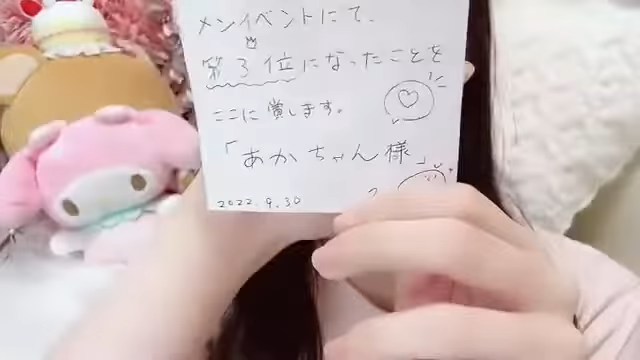 メンイベントにて、
第3位になったことを
ここに賞します。
「あかちゃん様」
2022.9.30